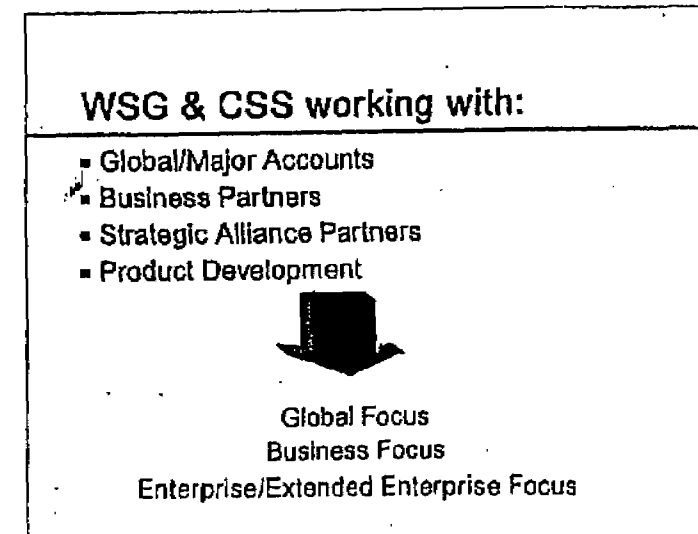 WSG & CSS working with:
▪ Global/Major Accounts
▪ Business Partners
▪ Strategic Alliance Partners
▪ Product Development
Global Focus
Business Focus
Enterprise/Extended Enterprise Focus